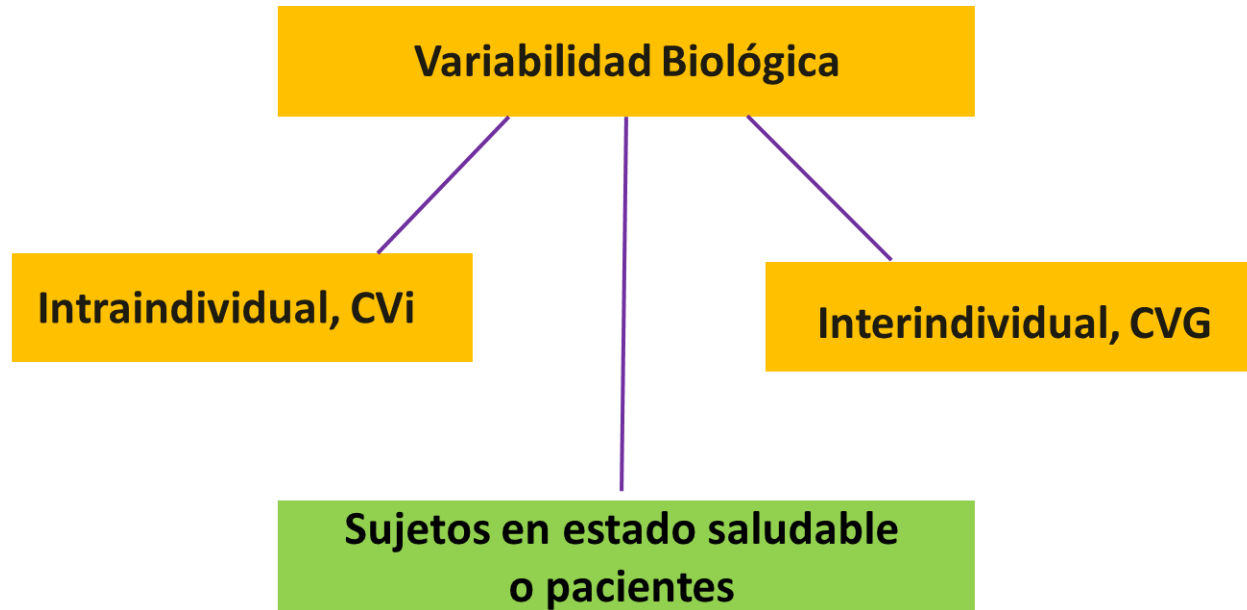 Variabilidad Biológica
Intraindividual, CVi
Interindividual, CVG
Sujetos en estado saludable
o pacientes